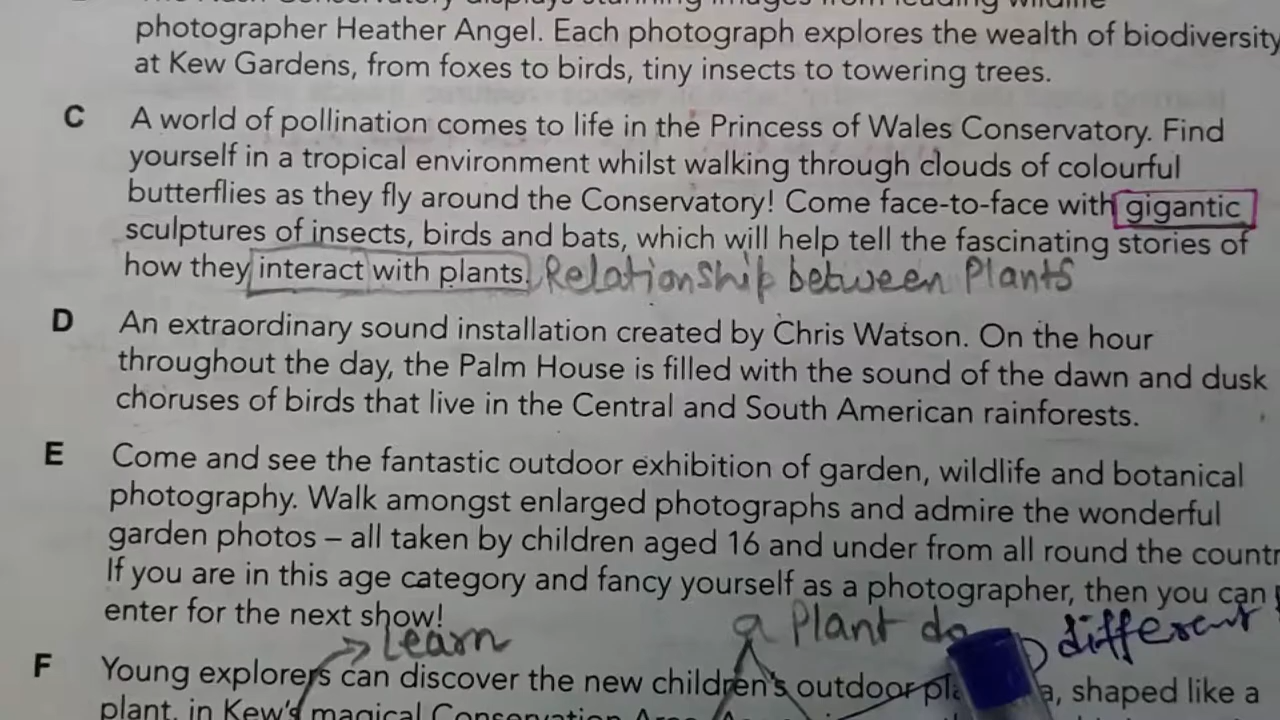 photographer Heather Angel. Each photograph explores the wealth of biodiversity
at Kew Gardens, from foxes to birds, tiny insects to towering trees.
C A world of pollination comes to life in the Princess of Wales Conservatory. Find
yourself in a tropical environment whilst walking through clouds of colourful
butterflies as they fly around the Conservatory! Come face-to-face with gigantic
sculptures of insects, birds and bats, which will help tell the fascinating stories of
how they interact with plants. Relationship between Plants
D An extraordinary sound installation created by Chris Watson. On the hour
throughout the day, the Palm House is filled with the sound of the dawn and dusk
choruses of birds that live in the Central and South American rainforests.
E Come and see the fantastic outdoor exhibition of garden, wildlife and botanical
photography. Walk amongst enlarged photographs and admire the wonderful
garden photos – all taken by children aged 16 and under from all round the countr
If you are in this age category and fancy yourself as a photographer, then you can
enter for the next show!
Learn a Plant do different
F Young explorers can discover the new children's outdoor pla a, shaped like a
plant, in Kew's magical Conservation